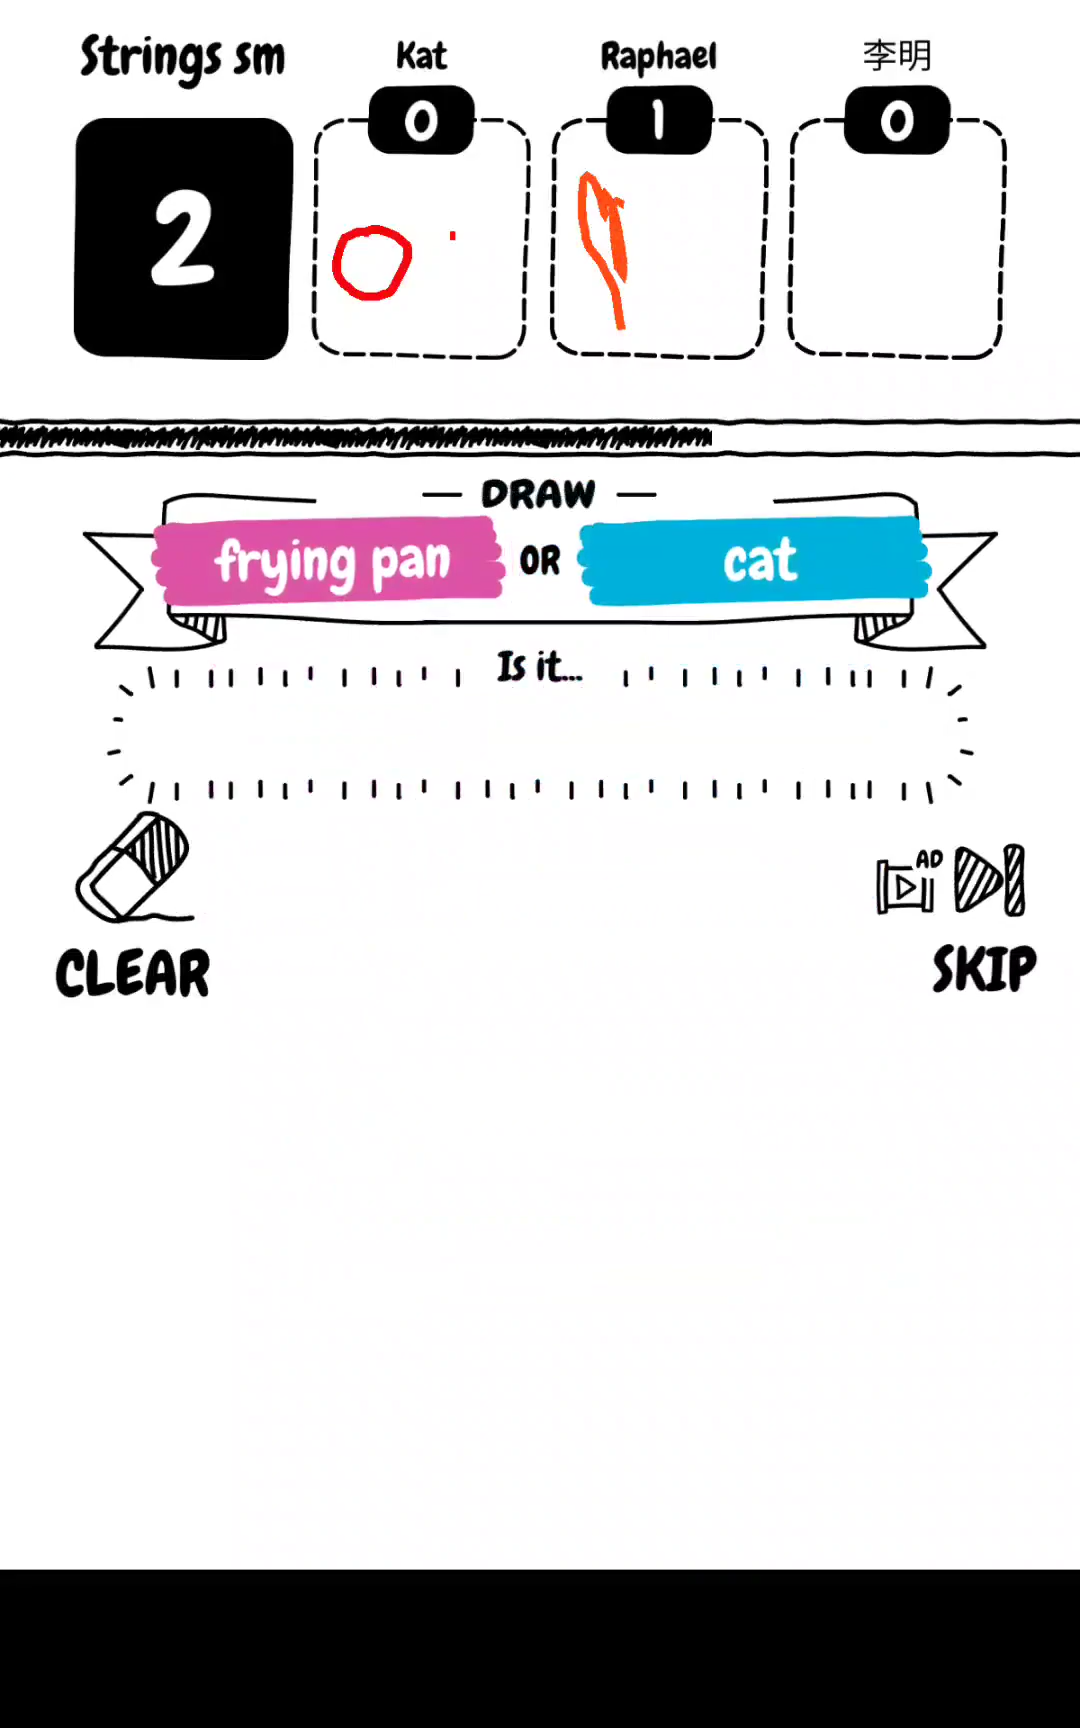 Strings sm Kat Raphael 李明
2 0 1 0
DRAW
frying pan OR cat
Is it...
AD
CLEAR SKIP